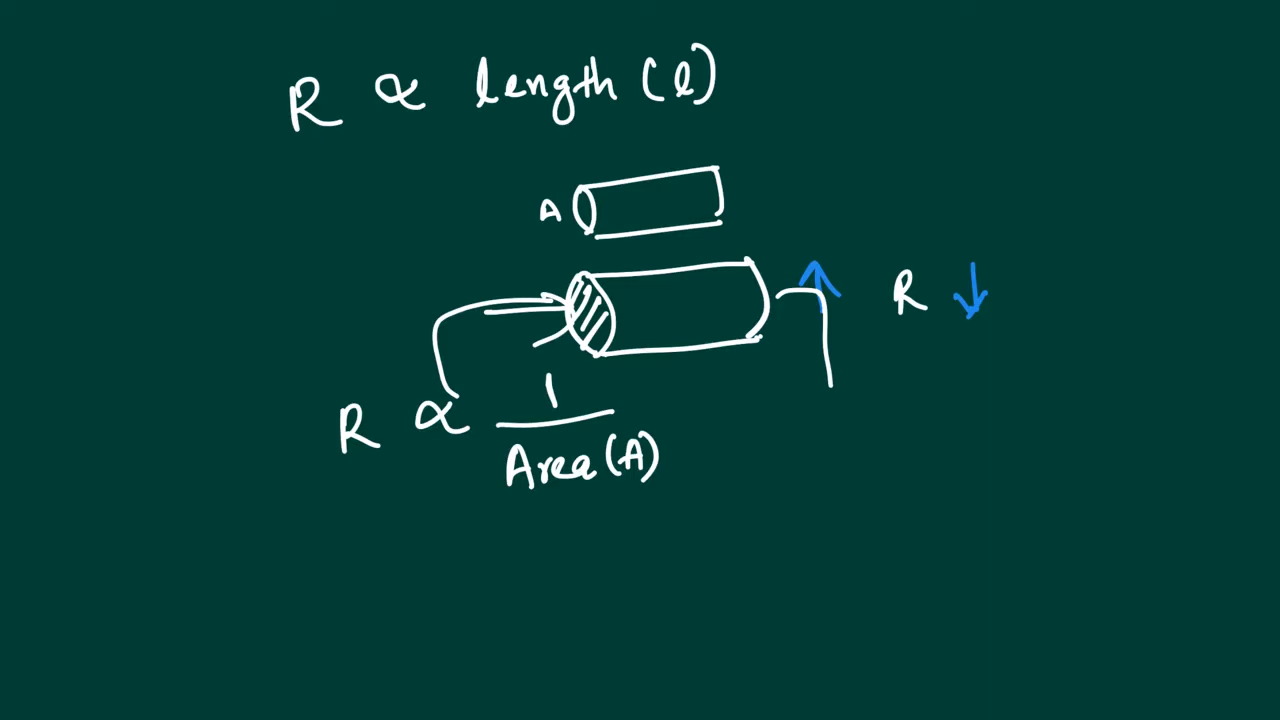 R ∝ length (l)
A
R
R ∝ 1 / Area (A)